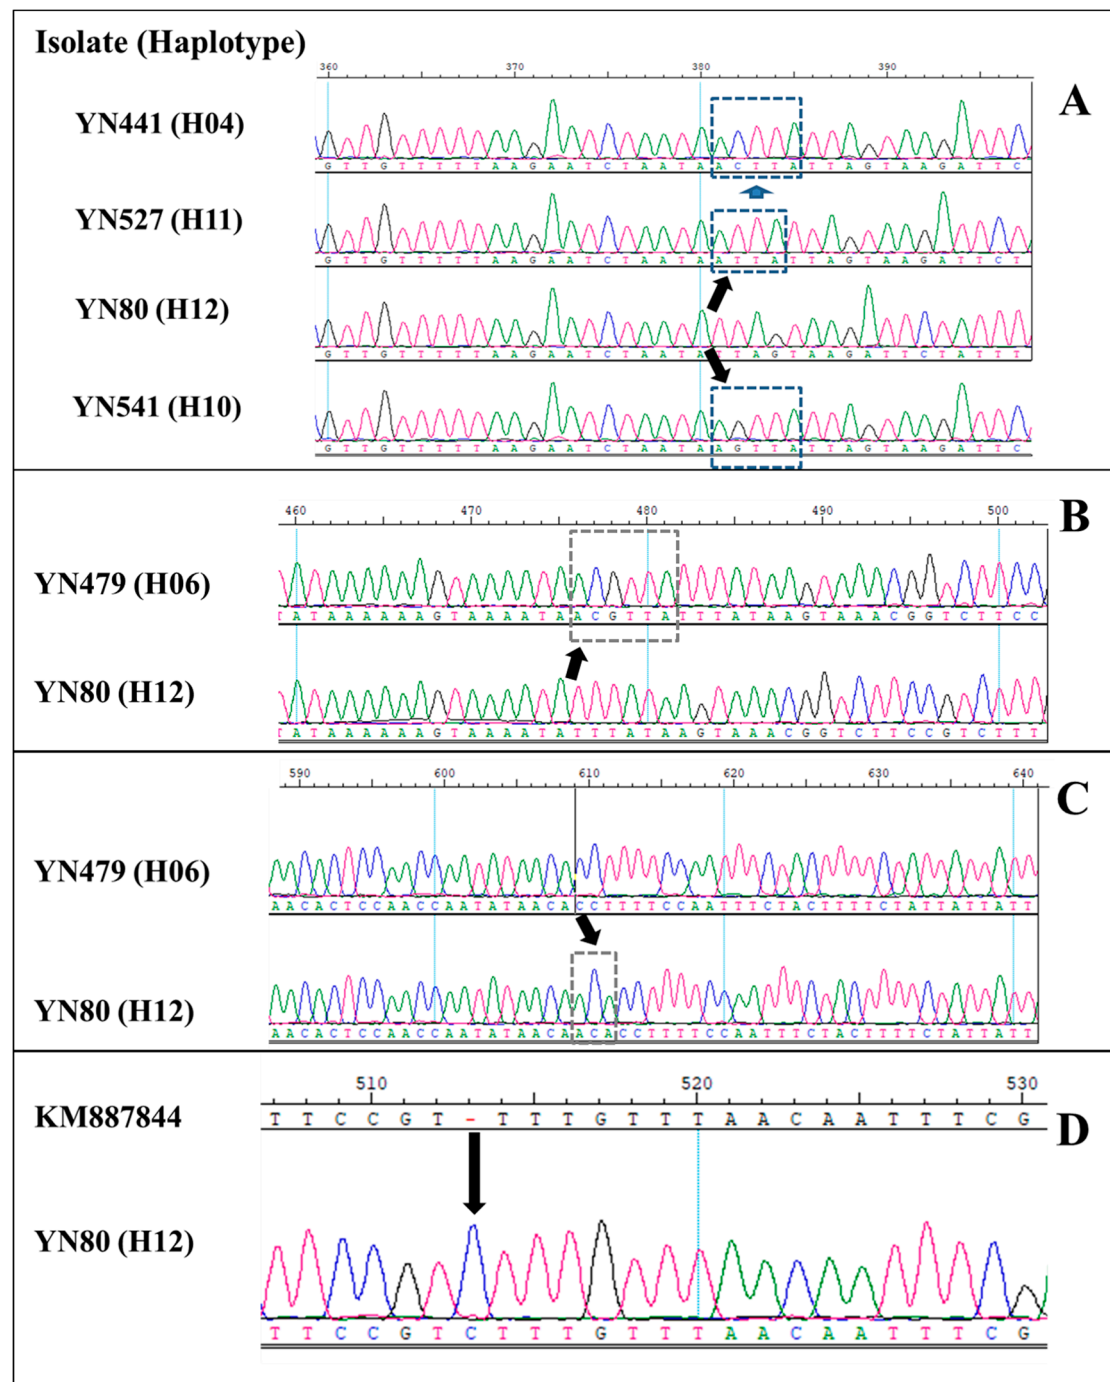 Isolate (Haplotype)
A
360 370 380 390
YN441 (H04)
G T T G T T T T T A A G A A T C T A A T A A C T T A T T A G T A A G A T T C
YN527 (H11)
G T T G T T T T T A A G A A T C T A A T A A T T A T T A G T A A G A T T C T
YN80 (H12)
G T T G T T T T T A A G A A T C T A A T A T T A G T A A G A T T C T A T T T
YN541 (H10)
G T T G T T T T T A A G A A T C T A A T A A G T T A T T A G T A A G A T T C
B
460 470 480 490 500
YN479 (H06)
T A T A A A A A A G T A A A A T A A C G T T A T T T A T A A G T A A A C G G T C T T C C
YN80 (H12)
T A T A A A A A A G T A A A A T A T T T A T A A G T A A A C G G T C T T C C G T C T T T
C
590 600 610 620 630 640
YN479 (H06)
A A C A C T C C A A C C A A T A T A A C A C C T T T T C C A A T T T C T A C T T T T C T A T T A T T A T T
YN80 (H12)
A A C A C T C C A A C C A A T A T A A C A A C A C C T T T T C C A A T T T C T A C T T T T C T A T T A T T
D
510 520 530
KM887844
T T C C G T - T T T G T T T A A C A A T T T C G
YN80 (H12)
T T C C G T C T T T G T T T A A C A A T T T C G